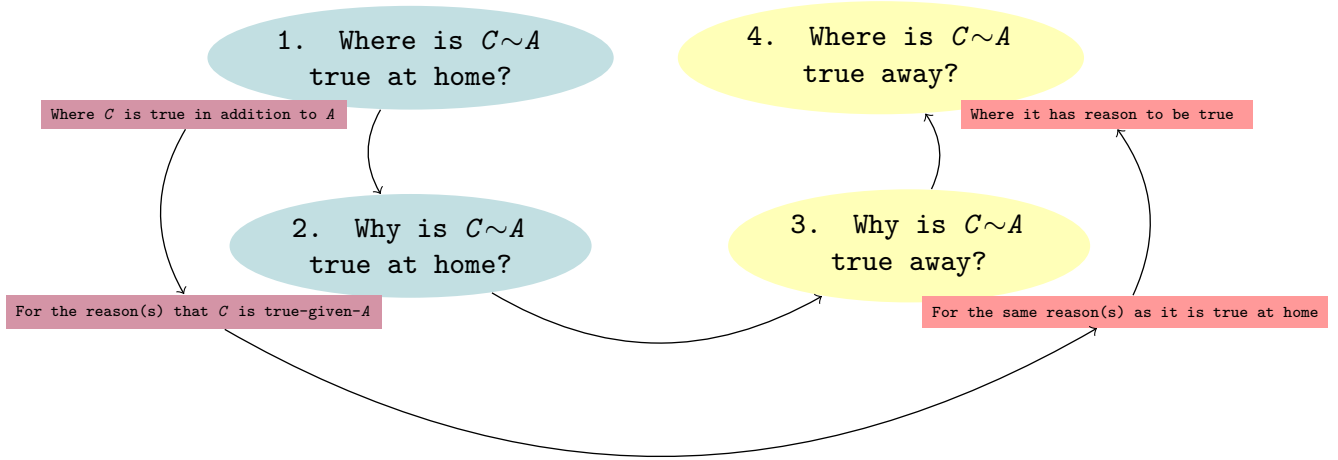 1. Where is C∼A
true at home?
Where C is true in addition to A
2. Why is C∼A
true at home?
For the reason(s) that C is true-given-A
3. Why is C∼A
true away?
For the same reason(s) as it is true at home
4. Where is C∼A
true away?
Where it has reason to be true